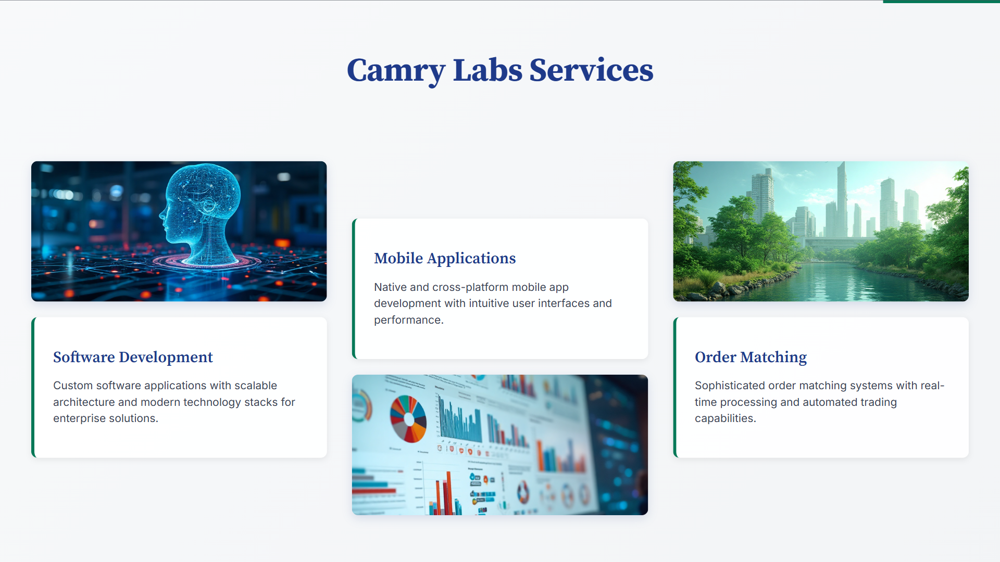 Camry Labs Services
Software Development
Custom software applications with scalable
architecture and modern technology stacks for
enterprise solutions.
Mobile Applications
Native and cross-platform mobile app
development with intuitive user interfaces and
performance.
Order Matching
Sophisticated order matching systems with real-
time processing and automated trading
capabilities.